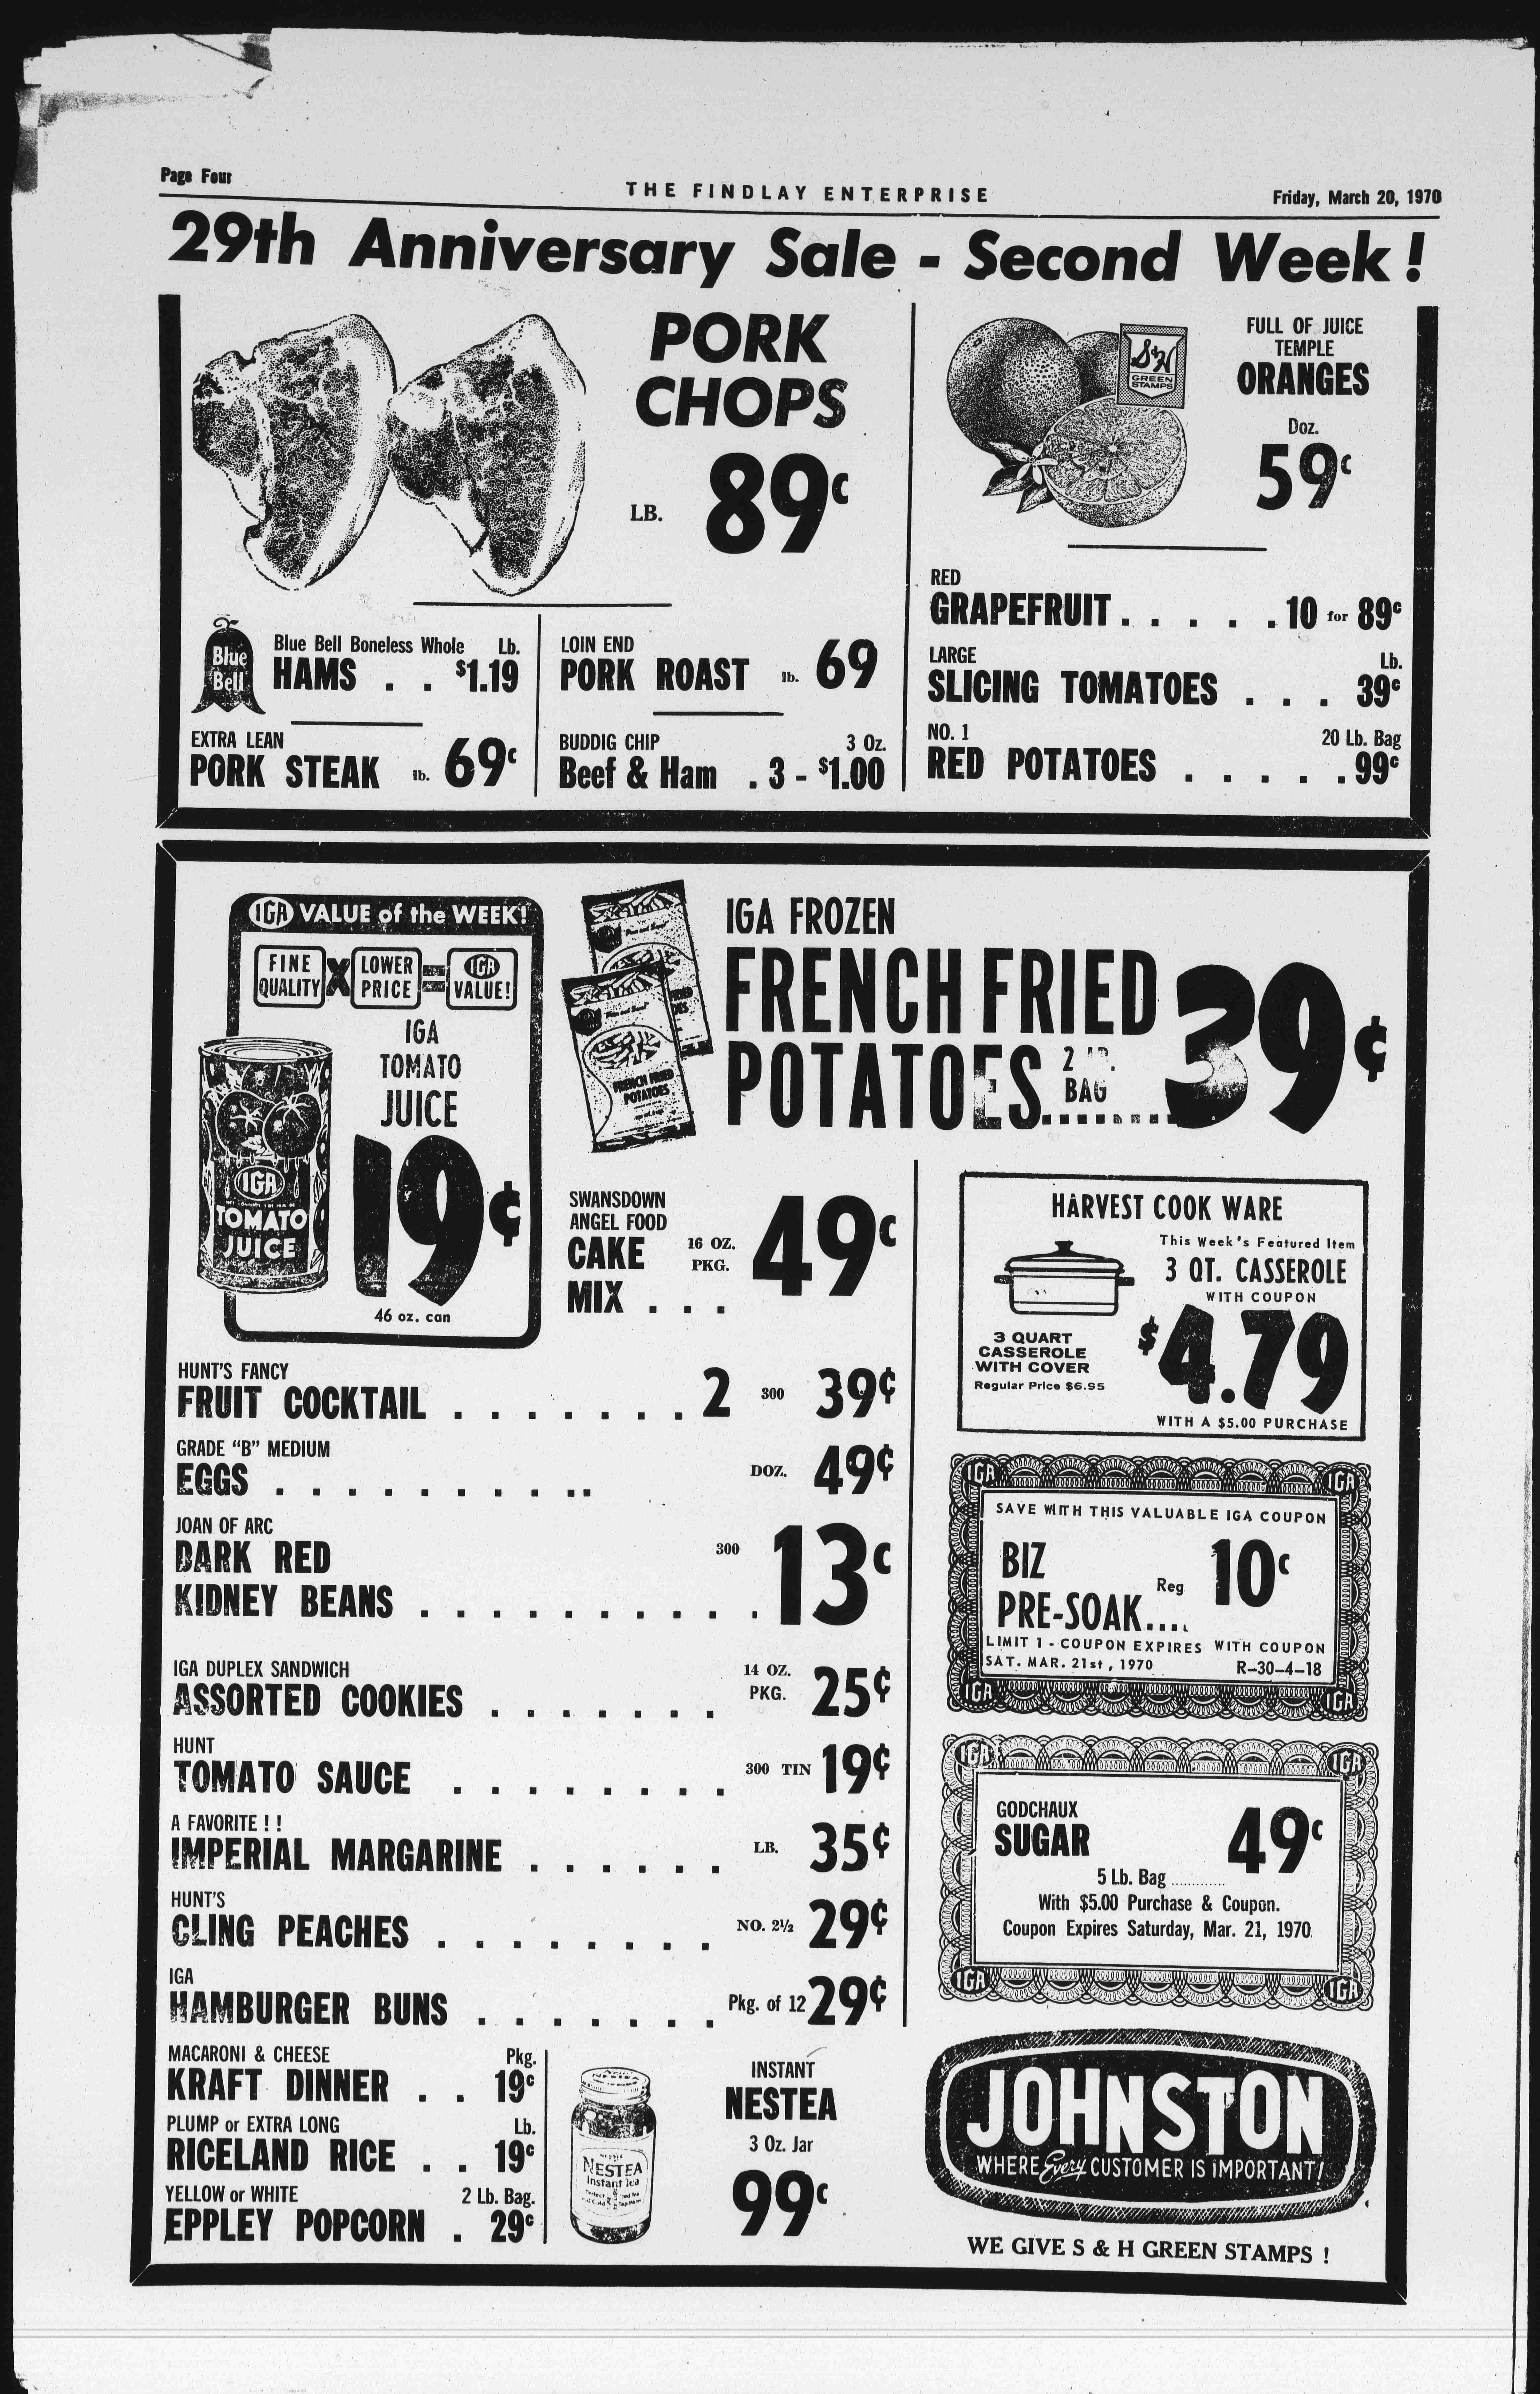 Page Four
THE FINDLAY ENTERPRISE
Friday, March 20, 1970
29th Anniversary Sale - Second Week !
PORK
CHOPS
LB. 89¢
S&H
GREEN
STAMPS
FULL OF JUICE
TEMPLE
ORANGES
Doz.
59¢
Blue
Bell
Blue Bell Boneless Whole Lb.
HAMS . . $1.19
EXTRA LEAN
PORK STEAK lb. 69¢
LOIN END
PORK ROAST lb. 69
BUDDIG CHIP 3 Oz.
Beef & Ham . 3 - $1.00
RED
GRAPEFRUIT . . . . . . 10 for 89¢
LARGE Lb.
SLICING TOMATOES . . . 39¢
NO. 1 20 Lb. Bag
RED POTATOES . . . . . . 99¢
IGA VALUE of the WEEK!
FINE QUALITY X LOWER PRICE = IGA VALUE!
IGA
TOMATO
JUICE
19¢
46 oz. can
IGA
TOMATO
JUICE
FRENCH FRIED
POTATOES
IGA FROZEN
FRENCH FRIED
POTATOES 2 BAG ........ 39¢
SWANSDOWN
ANGEL FOOD
CAKE 16 OZ.
MIX . . . PKG. 49¢
HARVEST COOK WARE
This Week's Featured Item
3 QT. CASSEROLE
WITH COUPON
$4.79
3 QUART
CASSEROLE
WITH COVER
Regular Price $6.95
WITH A $5.00 PURCHASE
HUNT'S FANCY
FRUIT COCKTAIL . . . . . . . . 2 300 39¢
GRADE "B" MEDIUM
EGGS . . . . . . . . . . .. DOZ. 49¢
JOAN OF ARC
DARK RED 300
KIDNEY BEANS . . . . . . . . . . . 13¢
IGA DUPLEX SANDWICH 14 OZ.
ASSORTED COOKIES . . . . . . . PKG. 25¢
HUNT
TOMATO SAUCE . . . . . . . . . 300 TIN 19¢
A FAVORITE ! !
IMPERIAL MARGARINE . . . . . . LB. 35¢
HUNT'S
CLING PEACHES . . . . . . . . NO. 2½ 29¢
IGA
HAMBURGER BUNS . . . . . . . Pkg. of 12 29¢
MACARONI & CHEESE Pkg.
KRAFT DINNER . . 19¢
PLUMP or EXTRA LONG Lb.
RICELAND RICE . . 19¢
YELLOW or WHITE 2 Lb. Bag.
EPPLEY POPCORN . 29¢
NESTEA
Instant Tea
INSTANT
NESTEA
3 Oz. Jar
99¢
IGA IGA
SAVE WITH THIS VALUABLE IGA COUPON
BIZ
PRE-SOAK.... Reg 10¢
LIMIT 1 - COUPON EXPIRES WITH COUPON
SAT. MAR. 21st, 1970 R-30-4-18
IGA IGA
IGA IGA
GODCHAUX
SUGAR 49¢
5 Lb. Bag .............
With $5.00 Purchase & Coupon.
Coupon Expires Saturday, Mar. 21, 1970.
IGA IGA
JOHNSTON
WHERE Every CUSTOMER IS IMPORTANT!
WE GIVE S & H GREEN STAMPS !